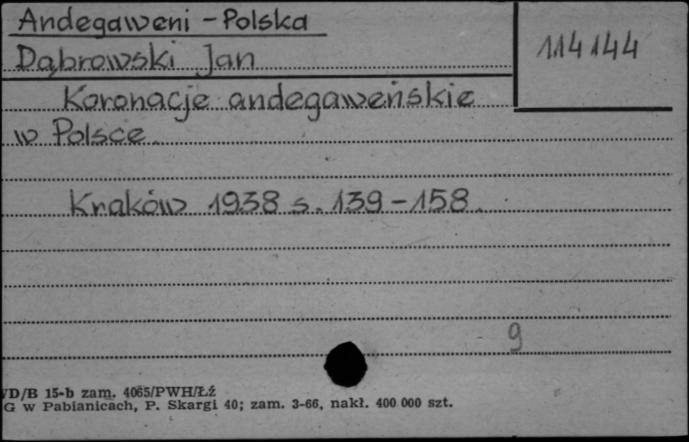 Andegaweni - Polska
114144
Dąbrowski Jan
Koronacje andegaweńskie
w Polsce
Kraków 1938 s. 139-158.
9
VD/B 15-b zam. 4065/PWH/Łź
G w Pabianicach, P. Skargi 40; zam. 3-66, nakł. 400 000 szt.